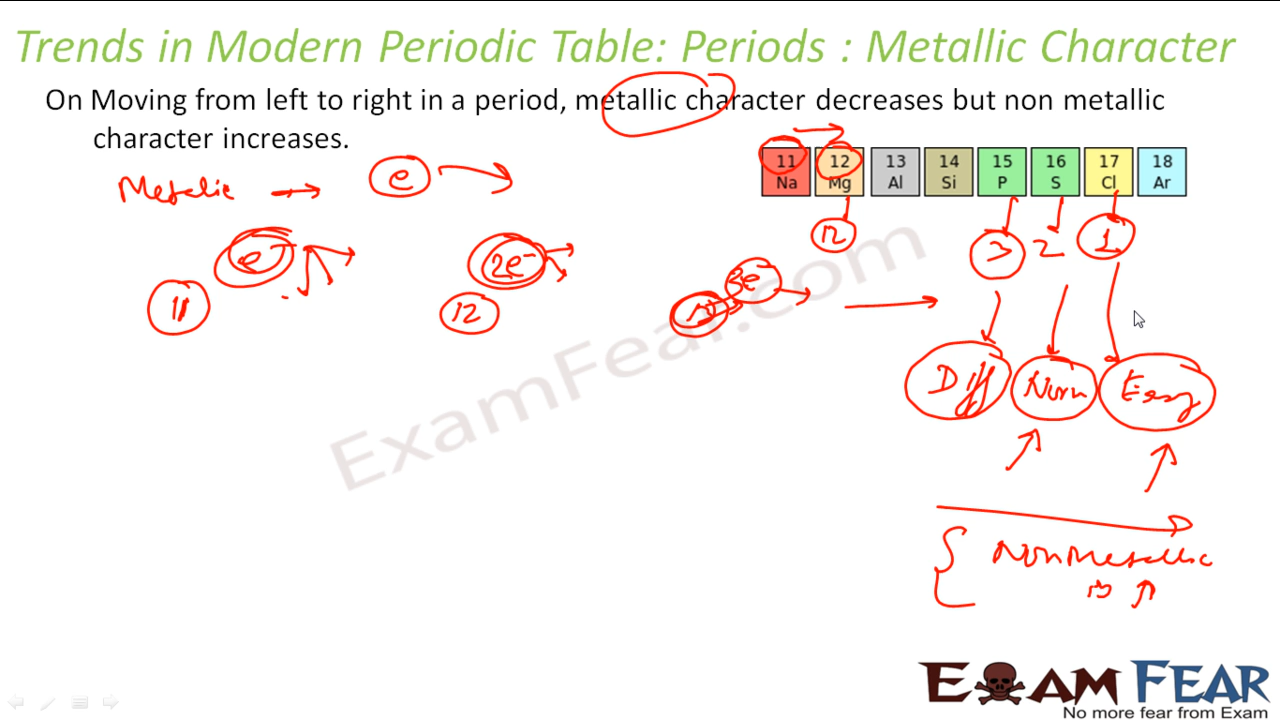 Trends in Modern Periodic Table: Periods : Metallic Character
On Moving from left to right in a period, metallic character decreases but non metallic
character increases.
11 12 13 14 15 16 17 18
Na Mg Al Si P S Cl Ar
Metalic → e
12
3 2 1
e⁻ 2e⁻ 3e⁻
11 12
Diff Norm Easy
NonMetallic
is ↑
ExamFear.com
EXAM FEAR
No more fear from Exam